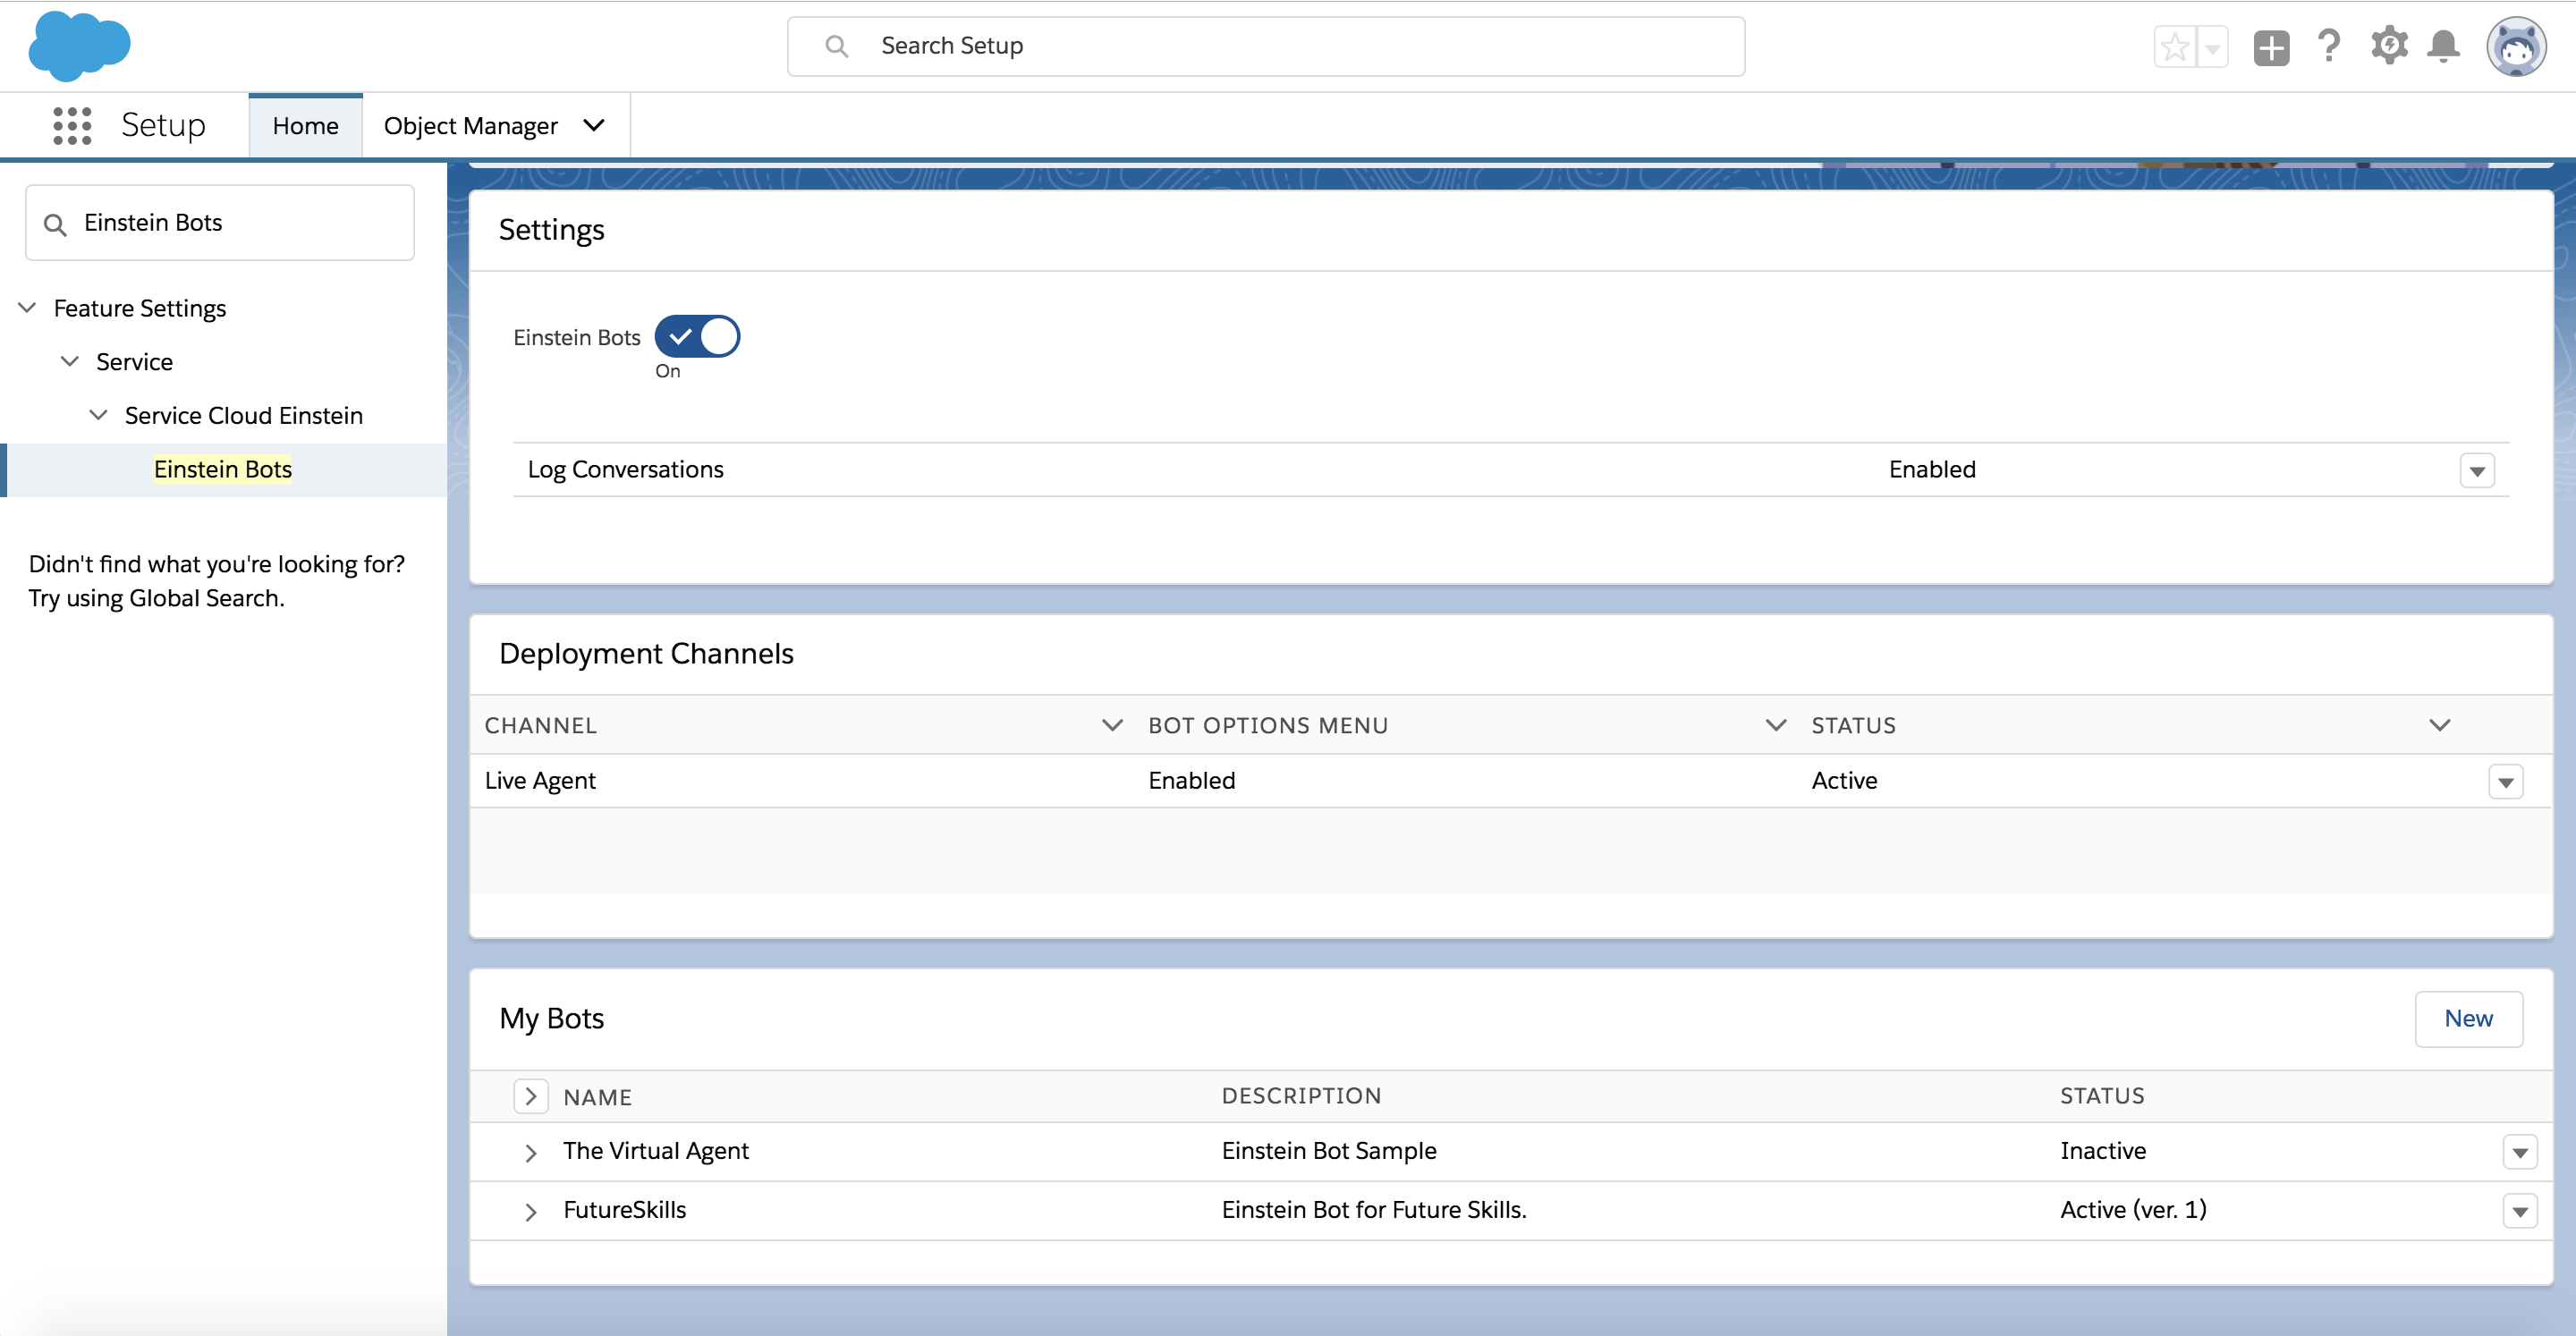 Search Setup
Setup
Home
Object Manager
Einstein Bots
Feature Settings
Service
Service Cloud Einstein
Einstein Bots
Didn't find what you're looking for?
Try using Global Search.
Settings
Einstein Bots
On
Log Conversations Enabled
Deployment Channels
CHANNEL BOT OPTIONS MENU STATUS
Live Agent Enabled Active
My Bots
New
NAME DESCRIPTION STATUS
The Virtual Agent Einstein Bot Sample Inactive
FutureSkills Einstein Bot for Future Skills. Active (ver. 1)